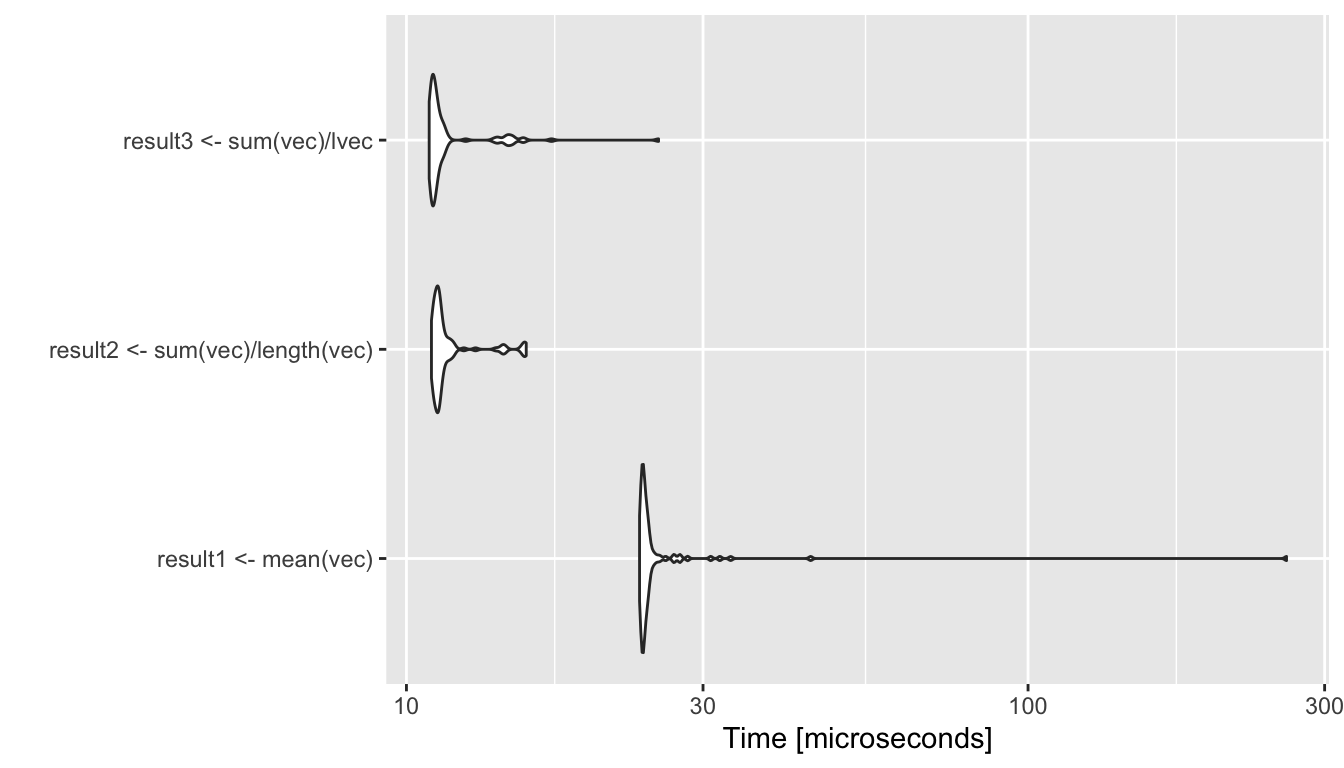 result3 <- sum(vec)/lvec
result2 <- sum(vec)/length(vec)
result1 <- mean(vec)
10 30 100 300
Time [microseconds]